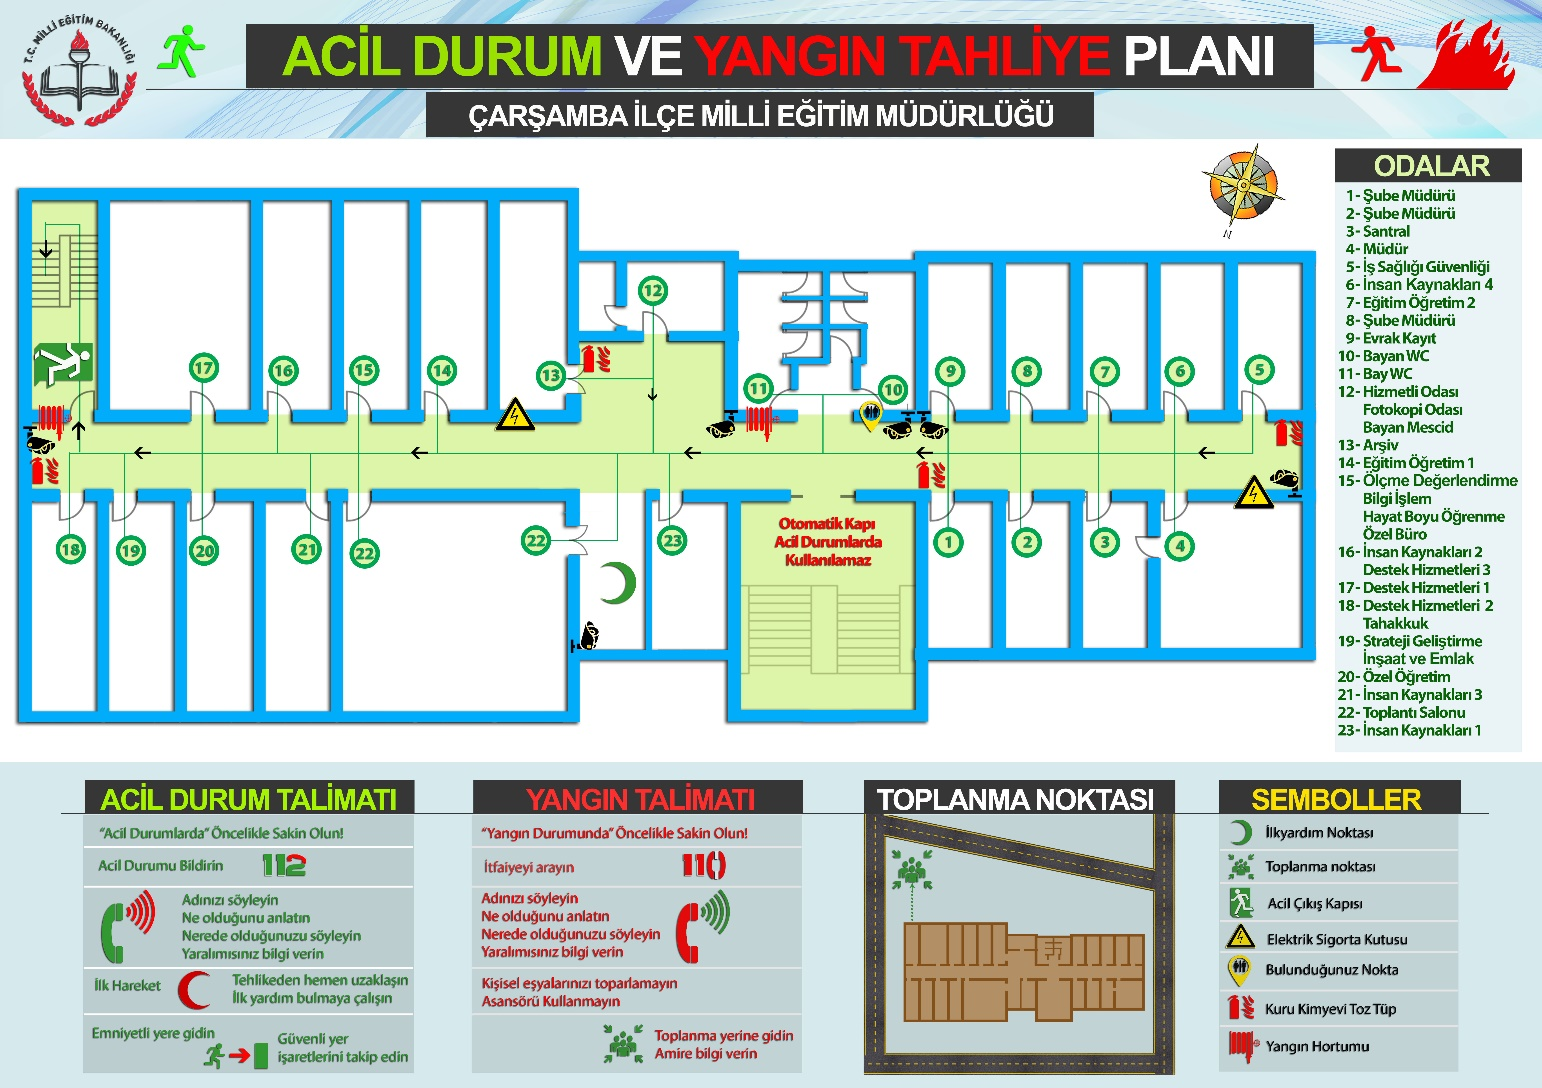 T.C. MİLLÎ EĞİTİM BAKANLIĞI
ACİL DURUM VE YANGIN TAHLİYE PLANI
ÇARŞAMBA İLÇE MİLLİ EĞİTİM MÜDÜRLÜĞÜ
N
ODALAR
1- Şube Müdürü
2- Şube Müdürü
3- Santral
4- Müdür
5- İş Sağlığı Güvenliği
6- İnsan Kaynakları 4
7- Eğitim Öğretim 2
8- Şube Müdürü
9- Evrak Kayıt
10- Bayan WC
11- Bay WC
12- Hizmetli Odası
Fotokopi Odası
Bayan Mescid
13- Arşiv
14- Eğitim Öğretim 1
15- Ölçme Değerlendirme
Bilgi İşlem
Hayat Boyu Öğrenme
Özel Büro
16- İnsan Kaynakları 2
Destek Hizmetleri 3
17- Destek Hizmetleri 1
18- Destek Hizmetleri 2
Tahakkuk
19- Strateji Geliştirme
İnşaat ve Emlak
20- Özel Öğretim
21- İnsan Kaynakları 3
22- Toplantı Salonu
23- İnsan Kaynakları 1
12
17
16
15
14
13
11
10
9
8
7
6
5
18
19
20
21
22
22
23
1
2
3
4
Otomatik Kapı
Acil Durumlarda
Kullanılamaz
ACİL DURUM TALİMATI
"Acil Durumlarda" Öncelikle Sakin Olun!
Acil Durumu Bildirin 112
Adınızı söyleyin
Ne olduğunu anlatın
Nerede olduğunuzu söyleyin
Yaralımısınız bilgi verin
İlk Hareket
Tehlikeden hemen uzaklaşın
İlk yardım bulmaya çalışın
Emniyetli yere gidin
Güvenli yer
işaretlerini takip edin
YANGIN TALİMATI
"Yangın Durumunda" Öncelikle Sakin Olun!
İtfaiyeyi arayın 110
Adınızı söyleyin
Ne olduğunu anlatın
Nerede olduğunuzu söyleyin
Yaralımısınız bilgi verin
Kişisel eşyalarınızı toparlamayın
Asansörü Kullanmayın
Toplanma yerine gidin
Amire bilgi verin
TOPLANMA NOKTASI
SEMBOLLER
İlkyardım Noktası
Toplanma noktası
Acil Çıkış Kapısı
Elektrik Sigorta Kutusu
Bulunduğunuz Nokta
Kuru Kimyevi Toz Tüp
Yangın Hortumu